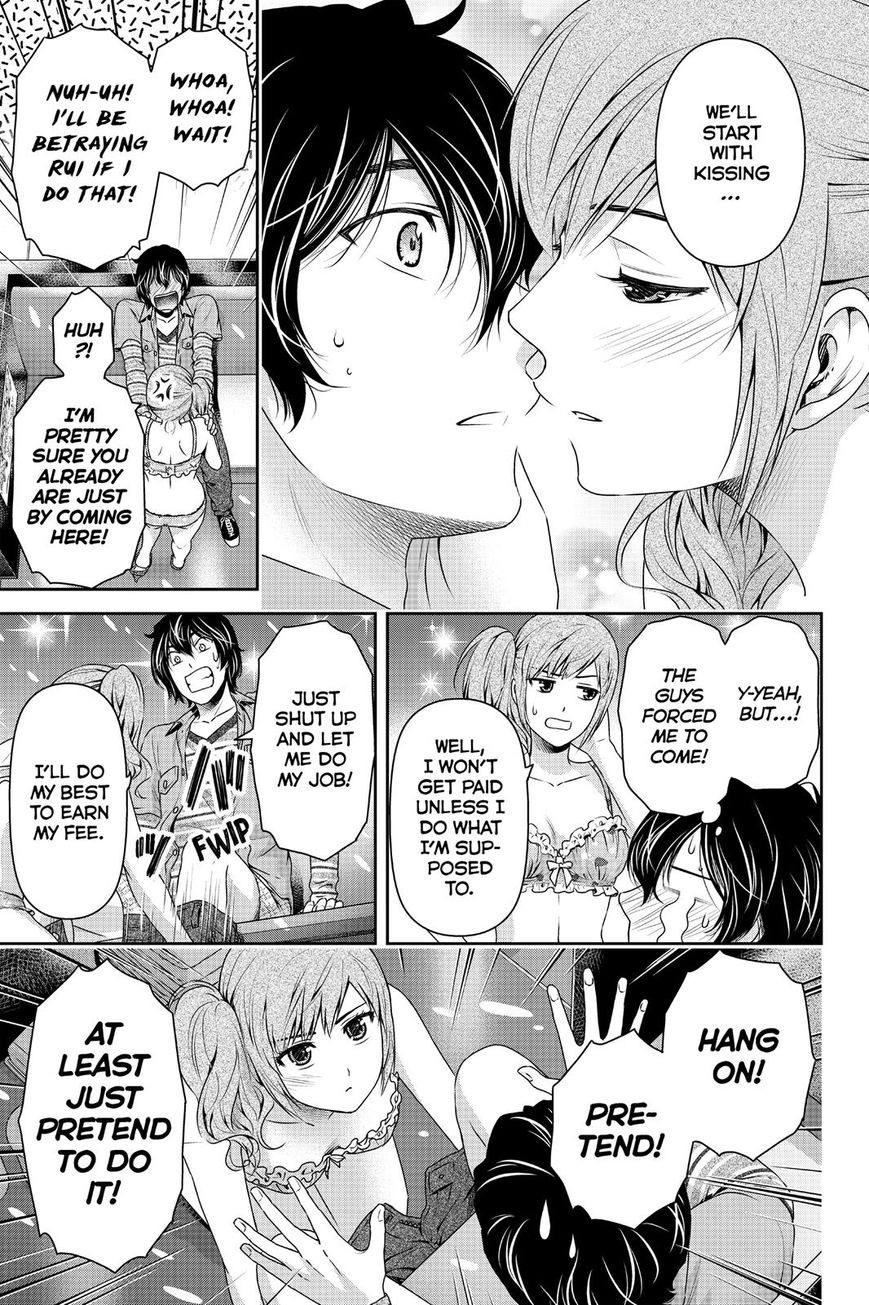 WE'LL
START
WITH
KISSING
...
WHOA,
WHOA!
WAIT!
NUH-UH!
I'LL BE
BETRAYING
RUI IF I
DO THAT!
HUH
?!
I'M
PRETTY
SURE YOU
ALREADY
ARE JUST
BY COMING
HERE!
Y-YEAH,
BUT...!
THE
GUYS
FORCED
ME TO
COME!
WELL,
I WON'T
GET PAID
UNLESS I
DO WHAT
I'M SUP-
POSED
TO.
JUST
SHUT UP
AND LET
ME DO
MY JOB!
FWIP
I'LL DO
MY BEST
TO EARN
MY FEE.
HANG
ON!
PRE-
TEND!
AT
LEAST
JUST
PRETEND
TO DO
IT!